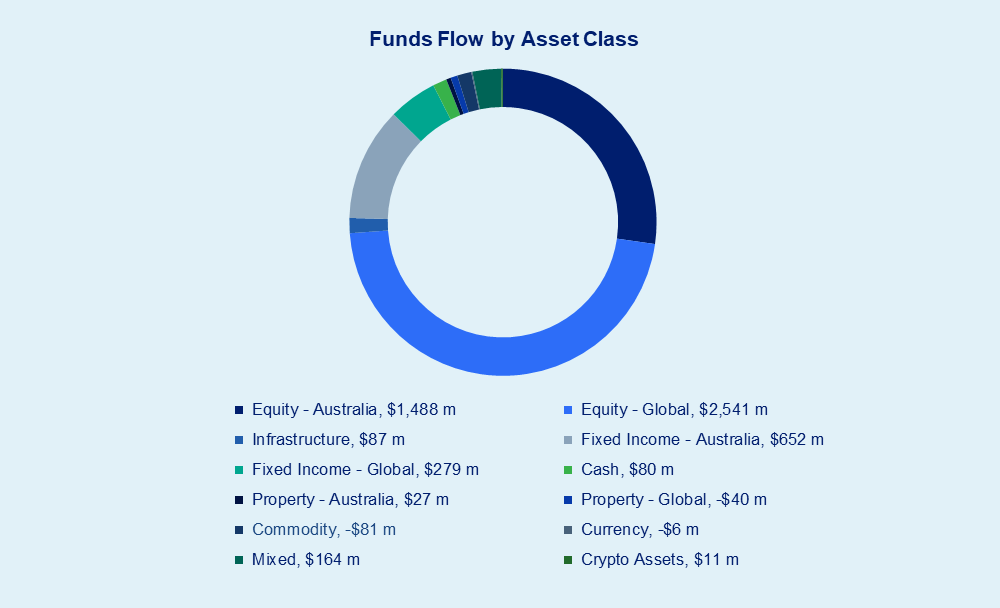 Funds Flow by Asset Class
Equity - Australia, $1,488 m
Equity - Global, $2,541 m
Infrastructure, $87 m
Fixed Income - Australia, $652 m
Fixed Income - Global, $279 m
Cash, $80 m
Property - Australia, $27 m
Property - Global, -$40 m
Commodity, -$81 m
Currency, -$6 m
Mixed, $164 m
Crypto Assets, $11 m